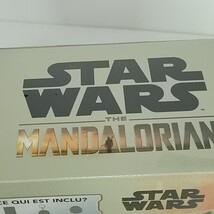 STAR
WARS
THE
MANDALORIAN
CE QUI EST INCLU?
STAR
WARS